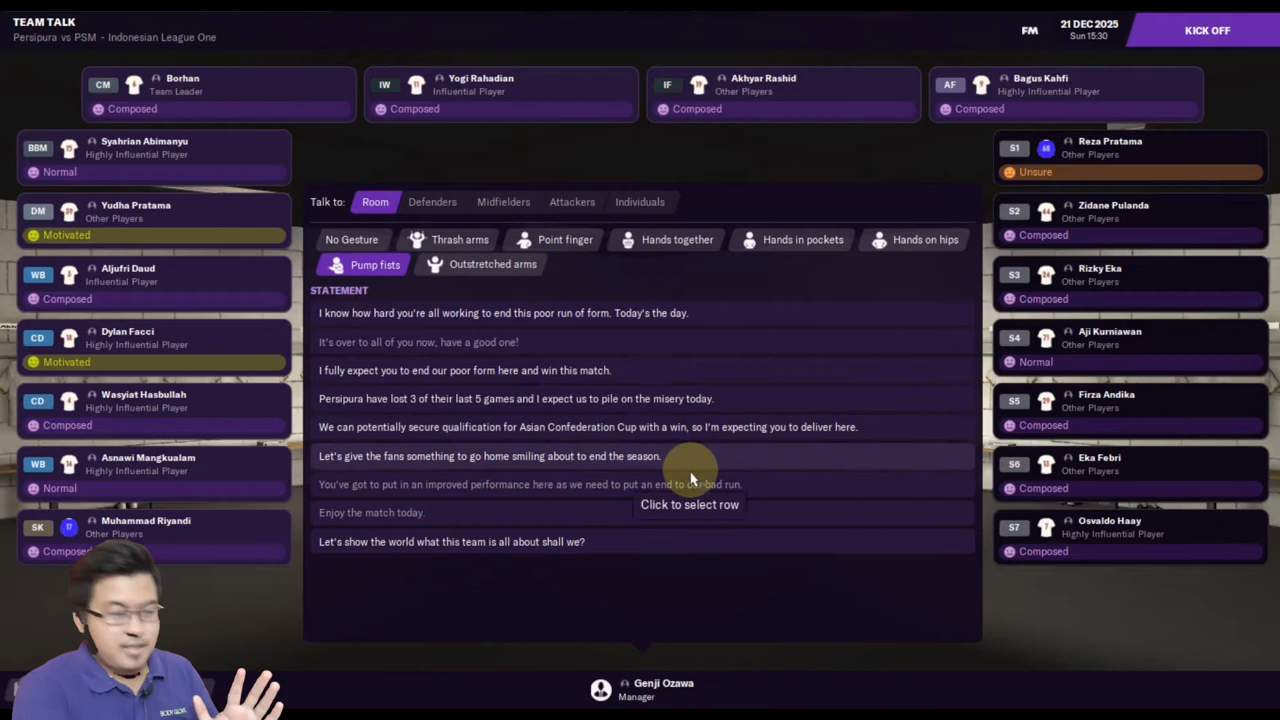 TEAM TALK
Persipura vs PSM - Indonesian League One
FM
21 DEC 2025
Sun 15:30
KICK OFF
CM
Borhan
Team Leader
Composed
IW
Yogi Rahadian
Influential Player
Composed
IF
Akhyar Rashid
Other Players
Composed
AF
Bagus Kahfi
Highly Influential Player
Composed
BBM
Syahrian Abimanyu
Highly Influential Player
Normal
DM
Yudha Pratama
Other Players
Motivated
WB
Aljufri Daud
Influential Player
Composed
CD
Dylan Facci
Highly Influential Player
Motivated
CD
Wasyiat Hasbullah
Highly Influential Player
Composed
WB
Asnawi Mangkualam
Highly Influential Player
Normal
SK
Muhammad Riyandi
Other Players
Composed
Talk to: Room Defenders Midfielders Attackers Individuals
No Gesture Thrash arms Point finger Hands together Hands in pockets Hands on hips
Pump fists Outstretched arms
STATEMENT
I know how hard you're all working to end this poor run of form. Today's the day.
It's over to all of you now, have a good one!
I fully expect you to end our poor form here and win this match.
Persipura have lost 3 of their last 5 games and I expect us to pile on the misery today.
We can potentially secure qualification for Asian Confederation Cup with a win, so I'm expecting you to deliver here.
Let's give the fans something to go home smiling about to end the season.
You've got to put in an improved performance here as we need to put an end to our bad run.
Click to select row
Enjoy the match today.
Let's show the world what this team is all about shall we?
S1
68
Reza Pratama
Other Players
Unsure
S2
Zidane Pulanda
Other Players
Composed
S3
Rizky Eka
Other Players
Composed
S4
Aji Kurniawan
Other Players
Normal
S5
Firza Andika
Other Players
Composed
S6
Eka Febri
Other Players
Composed
S7
Osvaldo Haay
Highly Influential Player
Composed
Genji Ozawa
Manager
BODY GLOVE